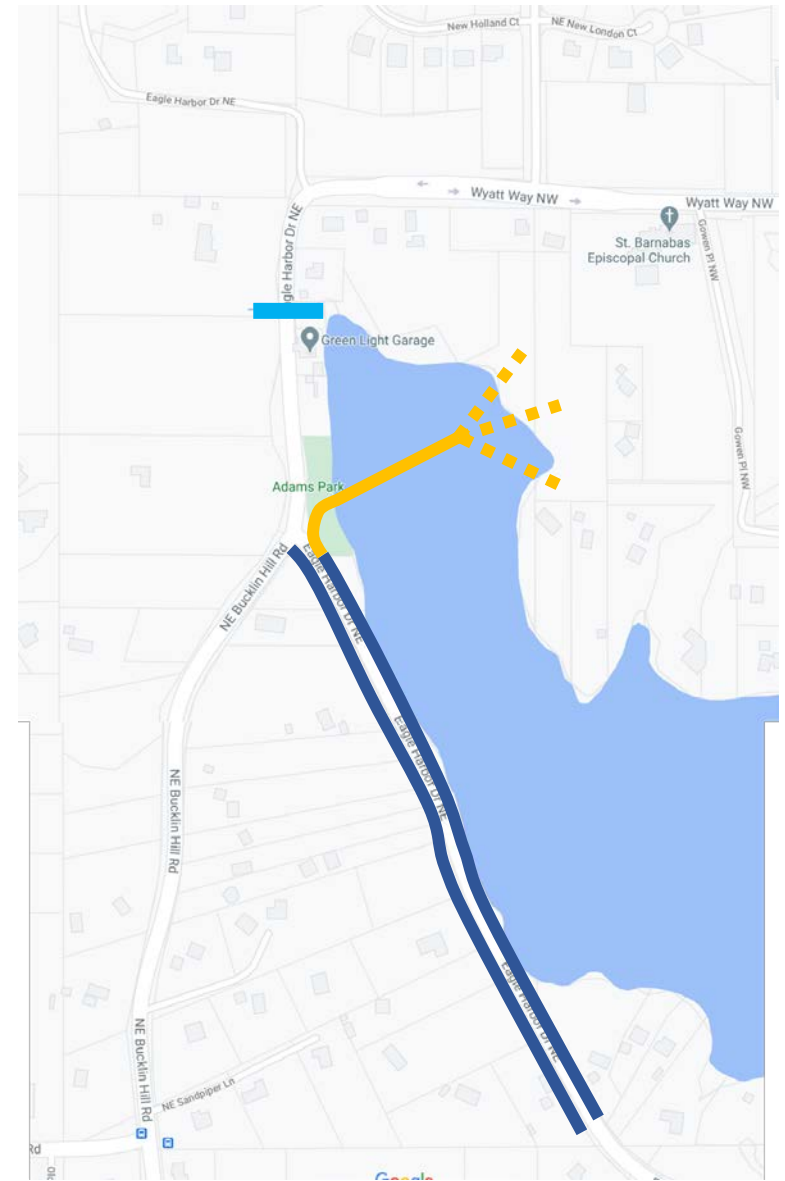 New Holland Ct
NE New London Ct
Eagle Harbor Dr NE
Wyatt Way NW
Wyatt Way NW
St. Barnabas
Episcopal Church
Gowen Pl NW
gle Harbor Dr NE
Green Light Garage
Gowen Pl NW
Adams Park
NE Bucklin Hill Rd
Eagle Harbor Dr NE
Eagle Harbor Dr NE
NE Bucklin Hill Rd
Eagle Harbor Dr NE
NE Bucklin Hill Rd
NE Sandpiper Ln
Rd